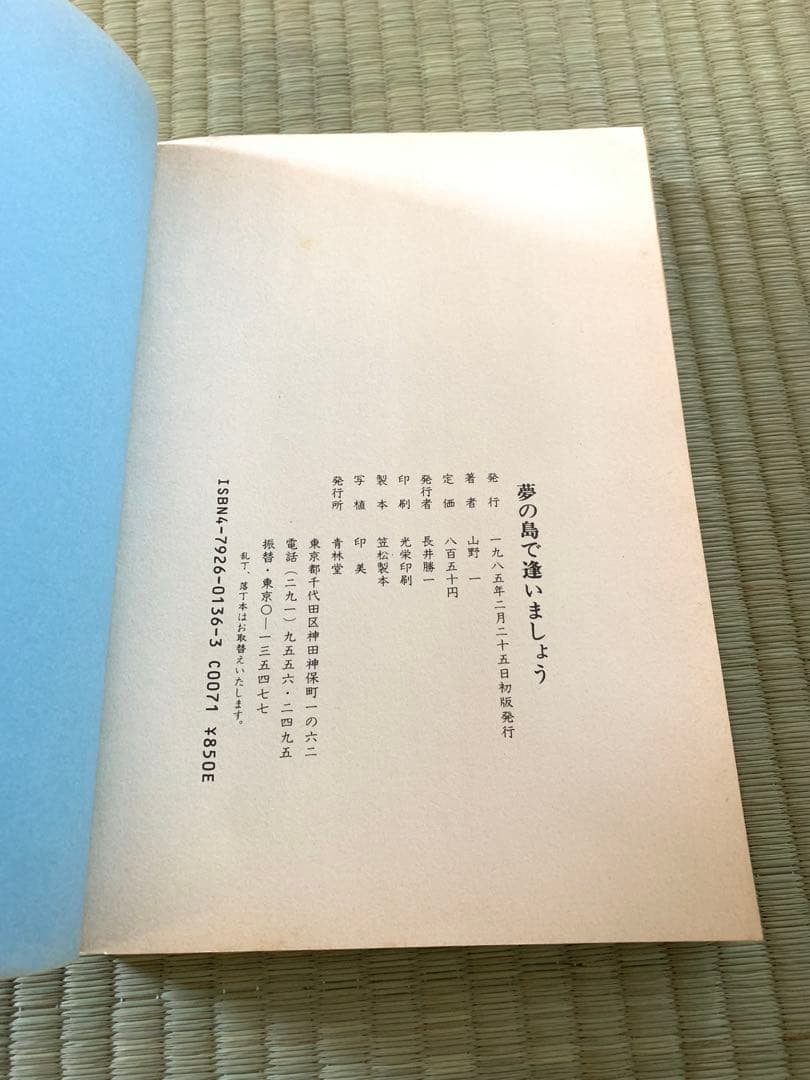 夢の島で逢いましょう
発行 一九八五年二月二十五日初版発行
著者 山野 一
定価 八百五十円
発行者 長井勝一
印刷 光栄印刷
製本 笠松製本
写植 印美
発行所 青林堂
東京都千代田区神田神保町一の六二
電話(二九一)九五五六・二四九五
振替・東京〇―一三五四七七
乱丁、落丁本はお取替えいたします。
ISBN4-7926-0136-3 C0071 ¥850E